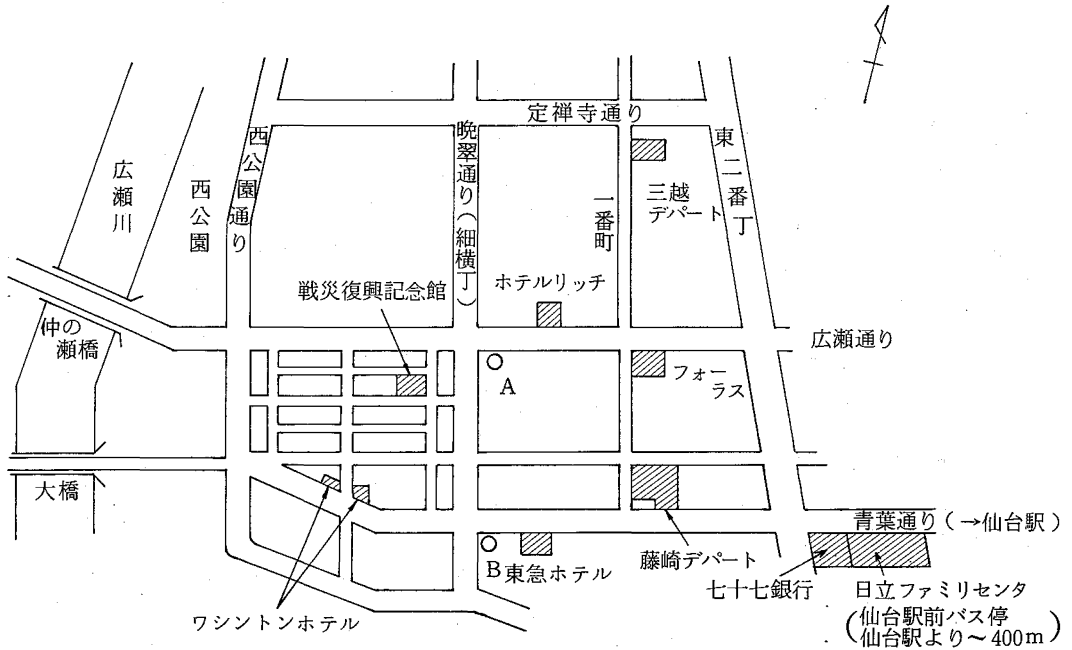 定禅寺通り
広瀬川
西公園
西公園通り
晩翠通り(細横丁)
一番町
三越
デパート
東二番丁
戦災復興記念館
ホテルリッチ
仲の
瀬橋
広瀬通り
A
フォー
ラス
大橋
青葉通り(→仙台駅)
B
東急ホテル
藤崎デパート
七十七銀行
日立ファミリセンタ
(仙台駅前バス停
仙台駅より～400m)
ワシントンホテル